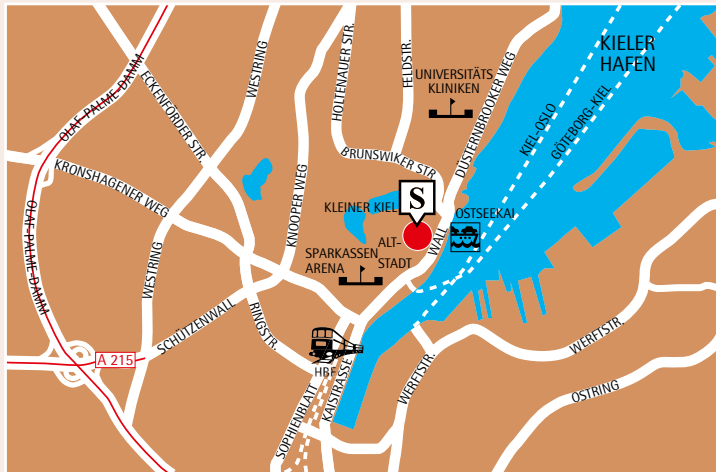 KIELER
HAFEN
OLAF-PALME-DAMM
ECKENFÖRDER STR.
WESTRING
HOLTENAUER STR.
FELDSTR.
UNIVERSITÄTS
KLINIKEN
DÜSTERNBROOKER WEG
KIEL-OSLO
GÖTEBORG-KIEL
KRONSHAGENER WEG
BRUNSWIKER STR
KNOOPER WEG
KLEINER KIEL
S
OSTSEEKAI
OLAF-PALME-DAMM
WESTRING
ALT-
STADT
WALL
SPARKASSEN
ARENA
SCHÜTZENWALL
RINGSTR.
A 215
HBF
SOPHIENBLATT
KAISTRASSE
WERFTSTR.
WERFTSTR.
OSTRING